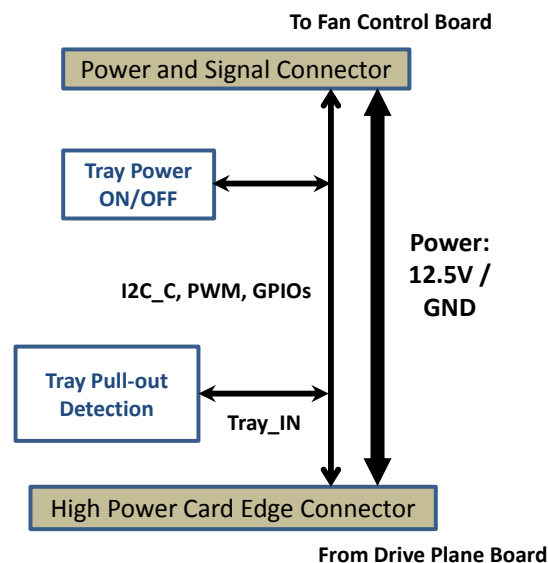 To Fan Control Board
Power and Signal Connector
Tray Power
ON/OFF
Power:
12.5V /
GND
I2C_C, PWM, GPIOs
Tray Pull-out
Detection
Tray_IN
High Power Card Edge Connector
From Drive Plane Board